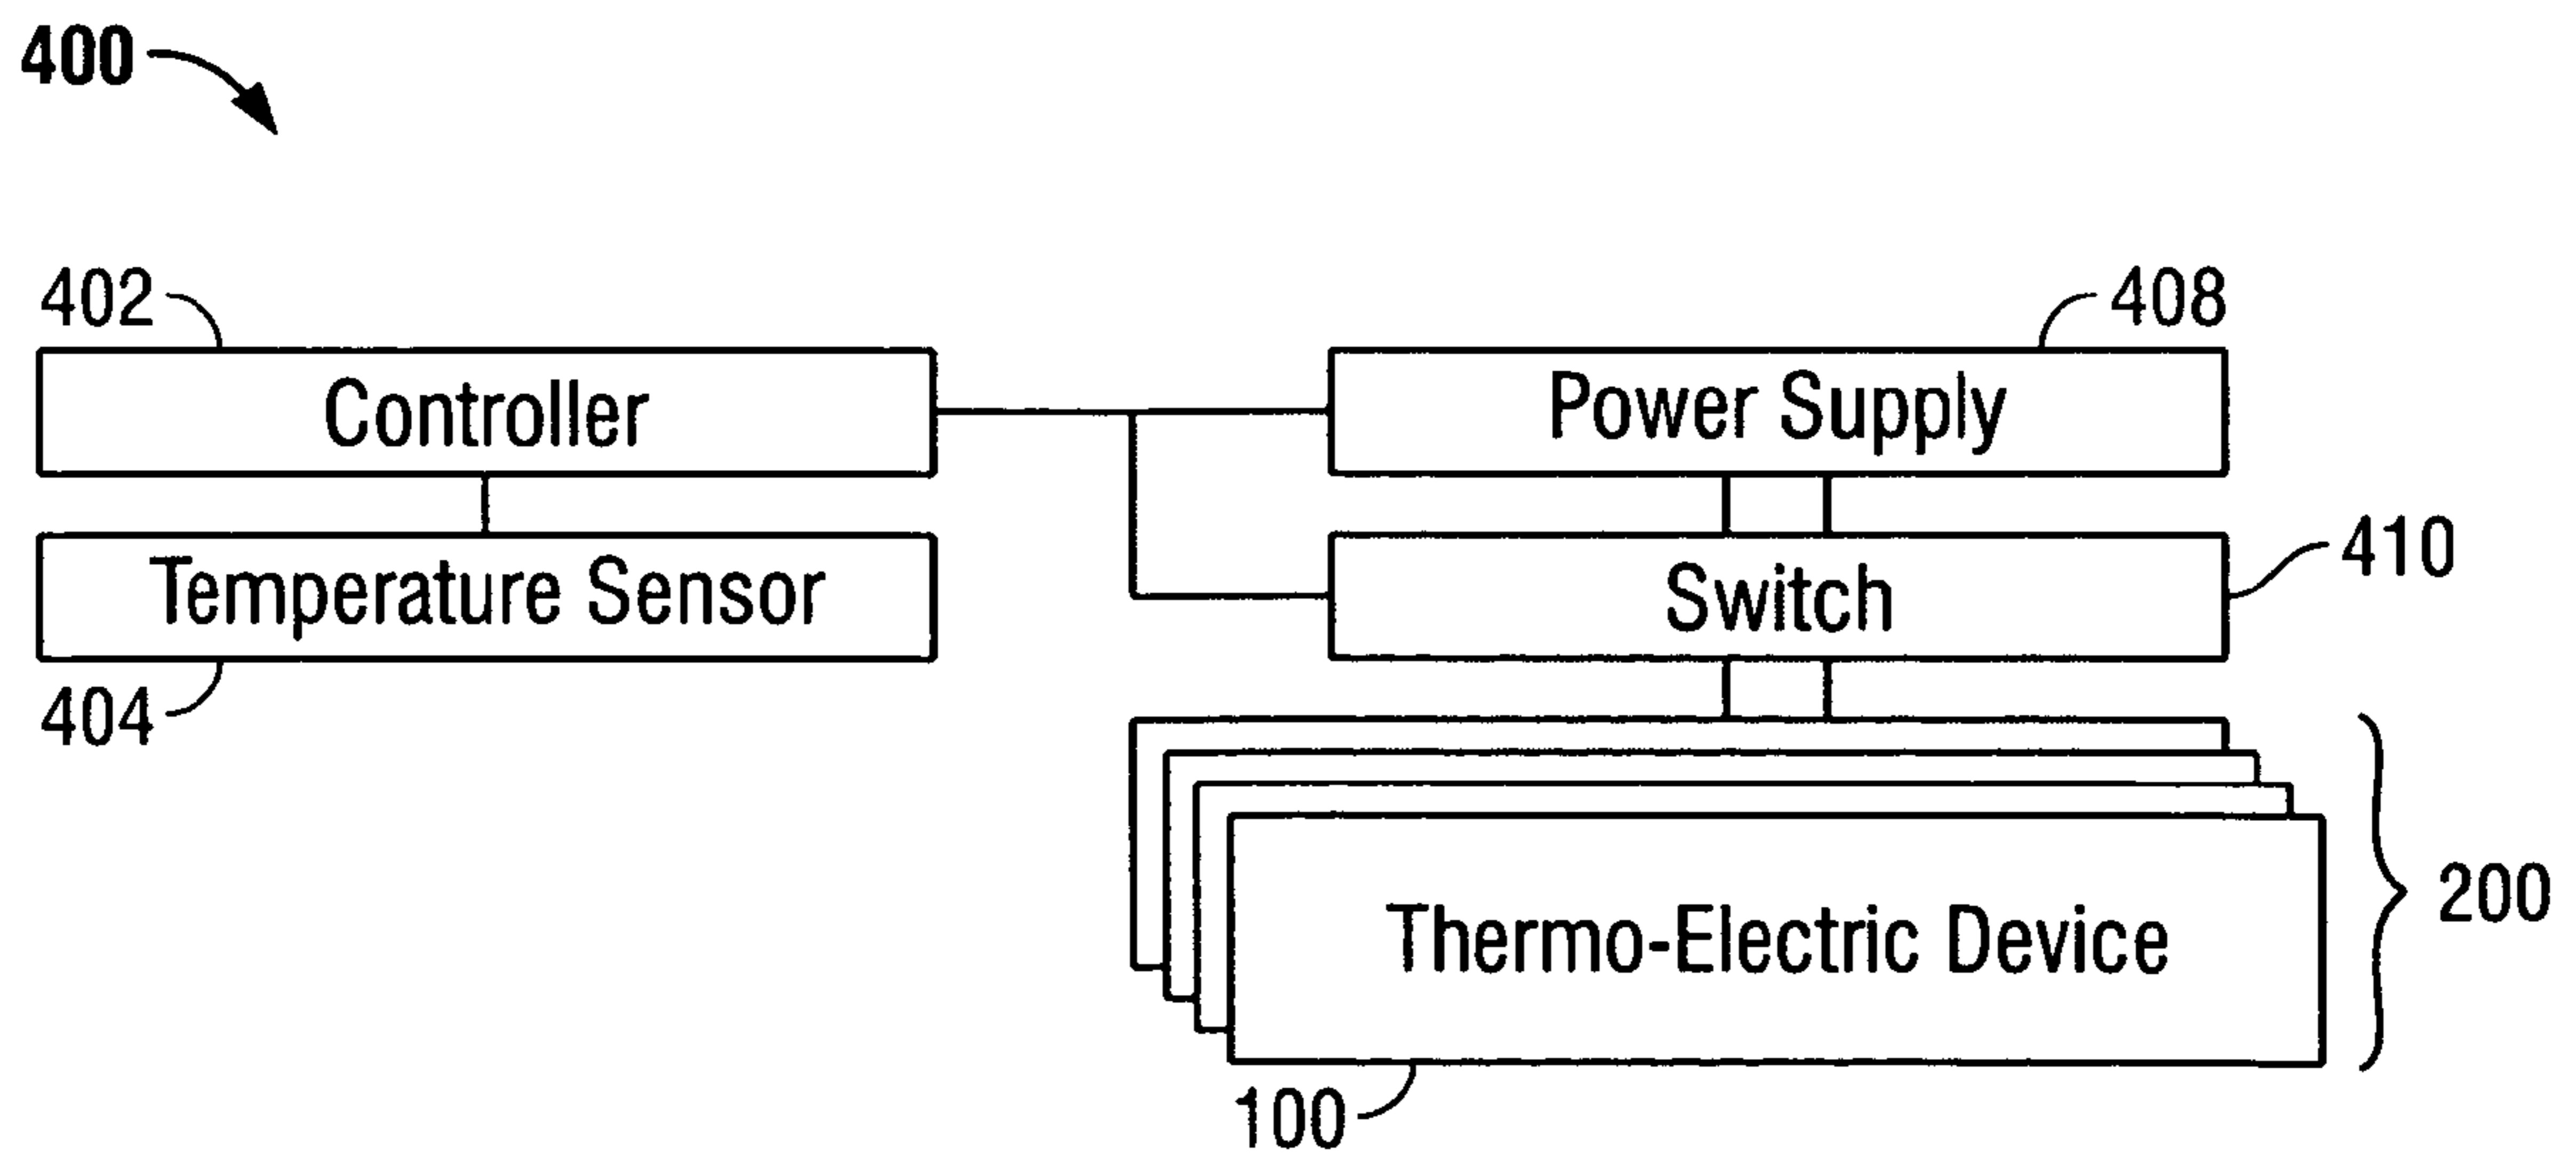 400
402
408
Controller
Power Supply
410
Temperature Sensor
Switch
404
200
Thermo-Electric Device
100